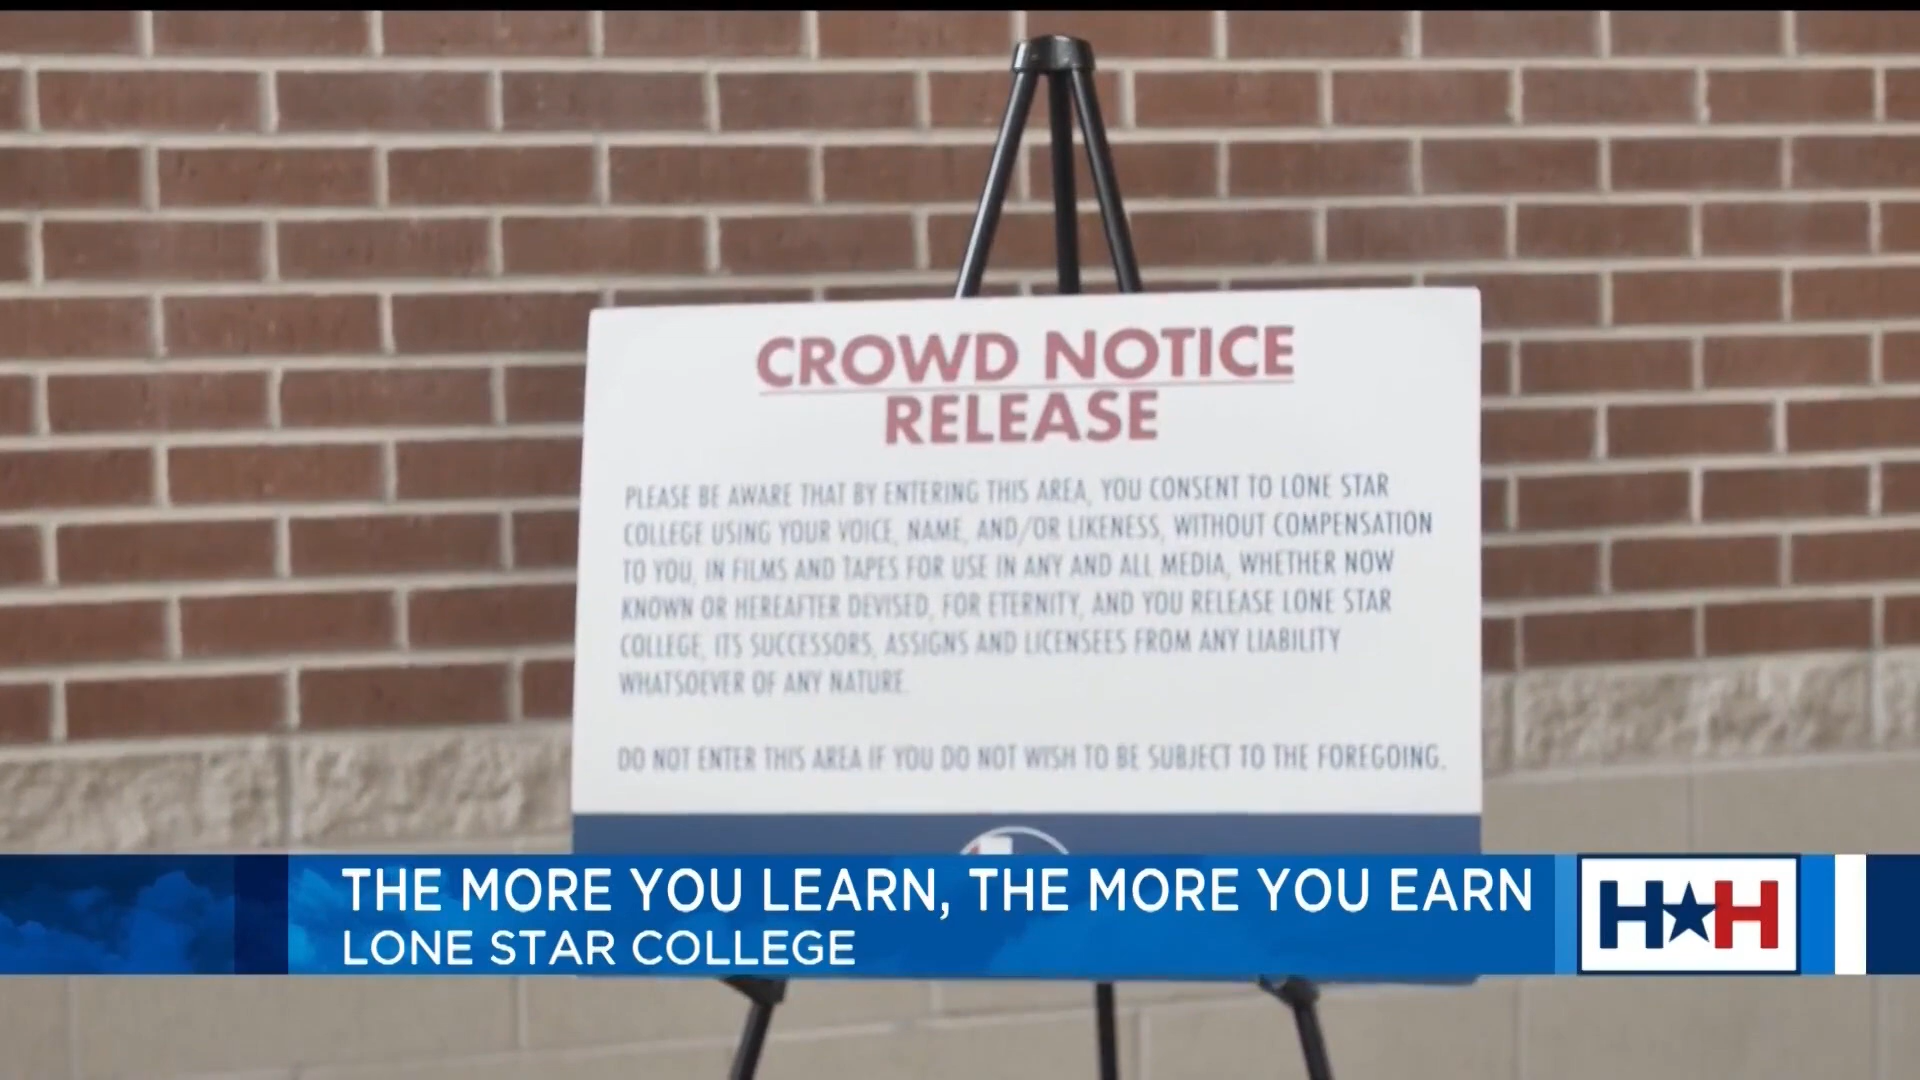 CROWD NOTICE
RELEASE
PLEASE BE AWARE THAT BY ENTERING THIS AREA, YOU CONSENT TO LONE STAR
COLLEGE USING YOUR VOICE, NAME, AND/OR LIKENESS, WITHOUT COMPENSATION
TO YOU, IN FILMS AND TAPES FOR USE IN ANY AND ALL MEDIA, WHETHER NOW
KNOWN OR HEREAFTER DEVISED, FOR ETERNITY, AND YOU RELEASE LONE STAR
COLLEGE, ITS SUCCESSORS, ASSIGNS AND LICENSEES FROM ANY LIABILITY
WHATSOEVER OF ANY NATURE.
DO NOT ENTER THIS AREA IF YOU DO NOT WISH TO BE SUBJECT TO THE FOREGOING.
THE MORE YOU LEARN, THE MORE YOU EARN
LONE STAR COLLEGE
H★H